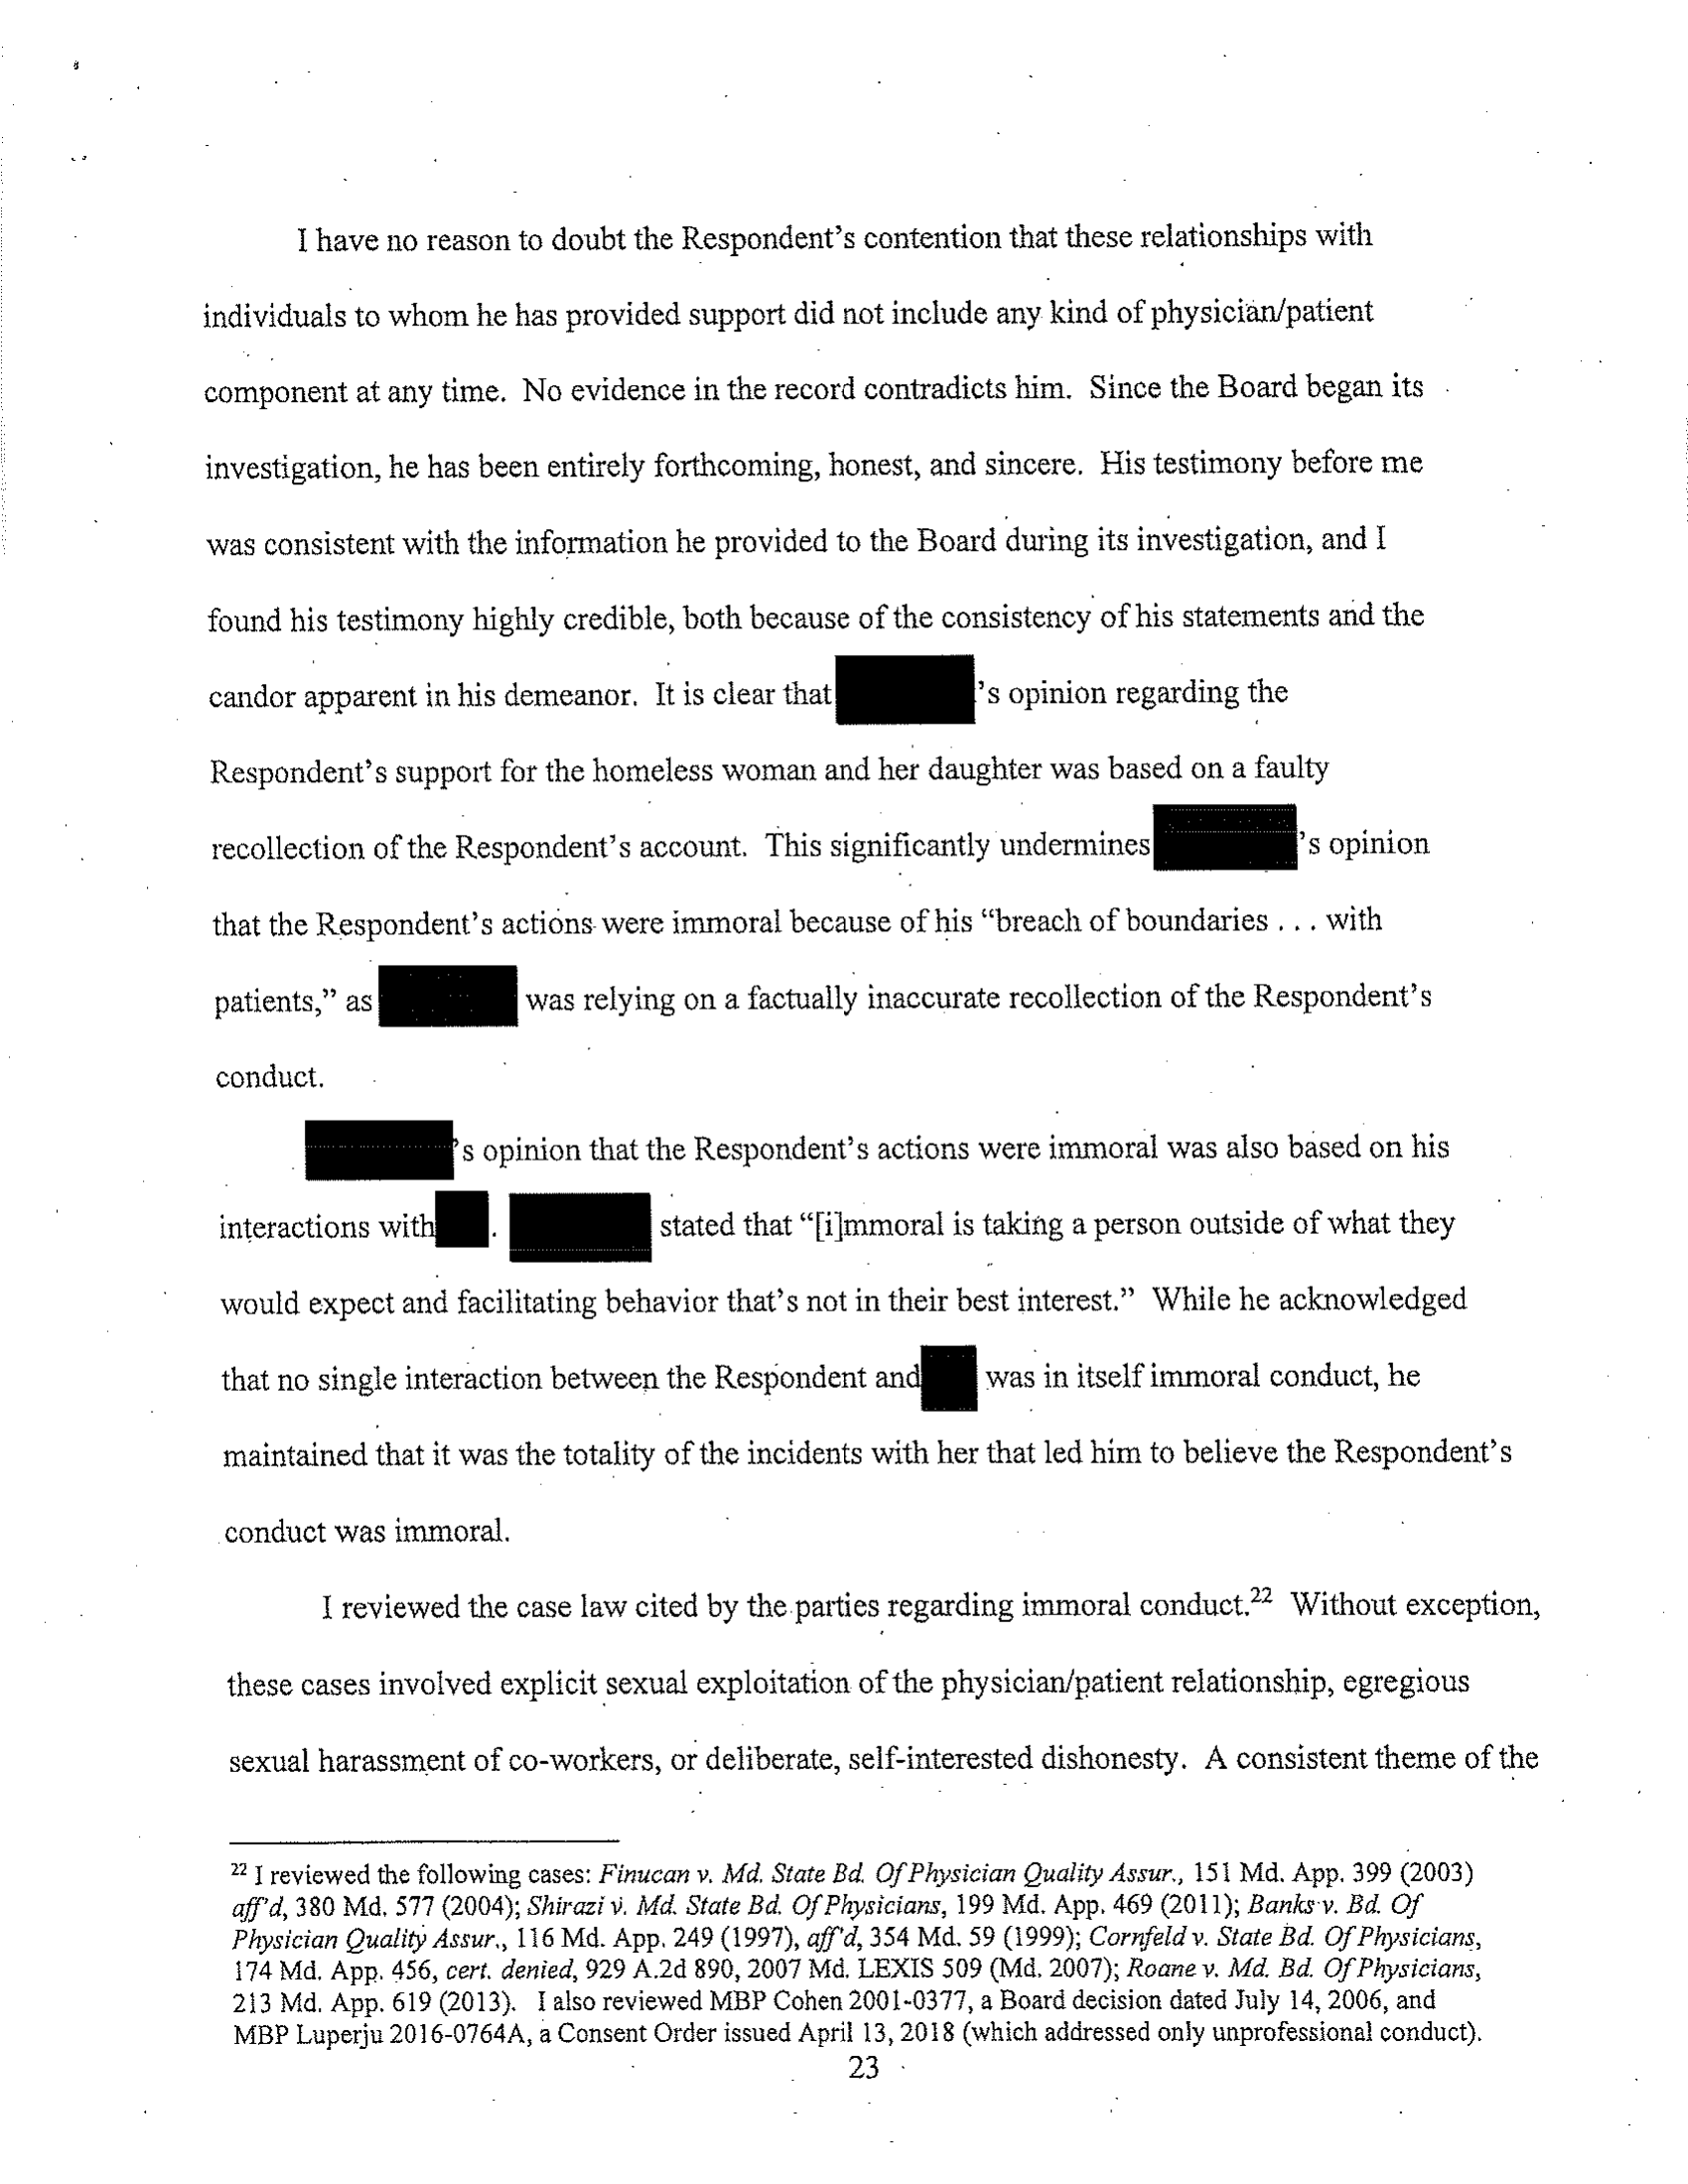 I have no reason to doubt the Respondent's contention that these relationships with
individuals to whom he has provided support did not include any kind of physician/patient
component at any time. No evidence in the record contradicts him. Since the Board began its
investigation, he has been entirely forthcoming, honest, and sincere. His testimony before me
was consistent with the information he provided to the Board during its investigation, and I
found his testimony highly credible, both because of the consistency of his statements and the
candor apparent in his demeanor. It is clear that 's opinion regarding the
Respondent's support for the homeless woman and her daughter was based on a faulty
recollection of the Respondent's account. This significantly undermines 's opinion
that the Respondent's actions were immoral because of his “breach of boundaries . . . with
patients,” as was relying on a factually inaccurate recollection of the Respondent's
conduct.
's opinion that the Respondent's actions were immoral was also based on his
interactions with . stated that “[i]mmoral is taking a person outside of what they
would expect and facilitating behavior that's not in their best interest.” While he acknowledged
that no single interaction between the Respondent and was in itself immoral conduct, he
maintained that it was the totality of the incidents with her that led him to believe the Respondent's
conduct was immoral.
I reviewed the case law cited by the parties regarding immoral conduct.22 Without exception,
these cases involved explicit sexual exploitation of the physician/patient relationship, egregious
sexual harassment of co-workers, or deliberate, self-interested dishonesty. A consistent theme of the
22 I reviewed the following cases: Finucan v. Md. State Bd. Of Physician Quality Assur., 151 Md. App. 399 (2003)
aff'd, 380 Md. 577 (2004); Shirazi v. Md. State Bd. Of Physicians, 199 Md. App. 469 (2011); Banks v. Bd. Of
Physician Quality Assur., 116 Md. App. 249 (1997), aff'd, 354 Md. 59 (1999); Cornfeld v. State Bd. Of Physicians,
174 Md. App. 456, cert. denied, 929 A.2d 890, 2007 Md. LEXIS 509 (Md. 2007); Roane v. Md. Bd. Of Physicians,
213 Md. App. 619 (2013). I also reviewed MBP Cohen 2001-0377, a Board decision dated July 14, 2006, and
MBP Luperju 2016-0764A, a Consent Order issued April 13, 2018 (which addressed only unprofessional conduct).
23